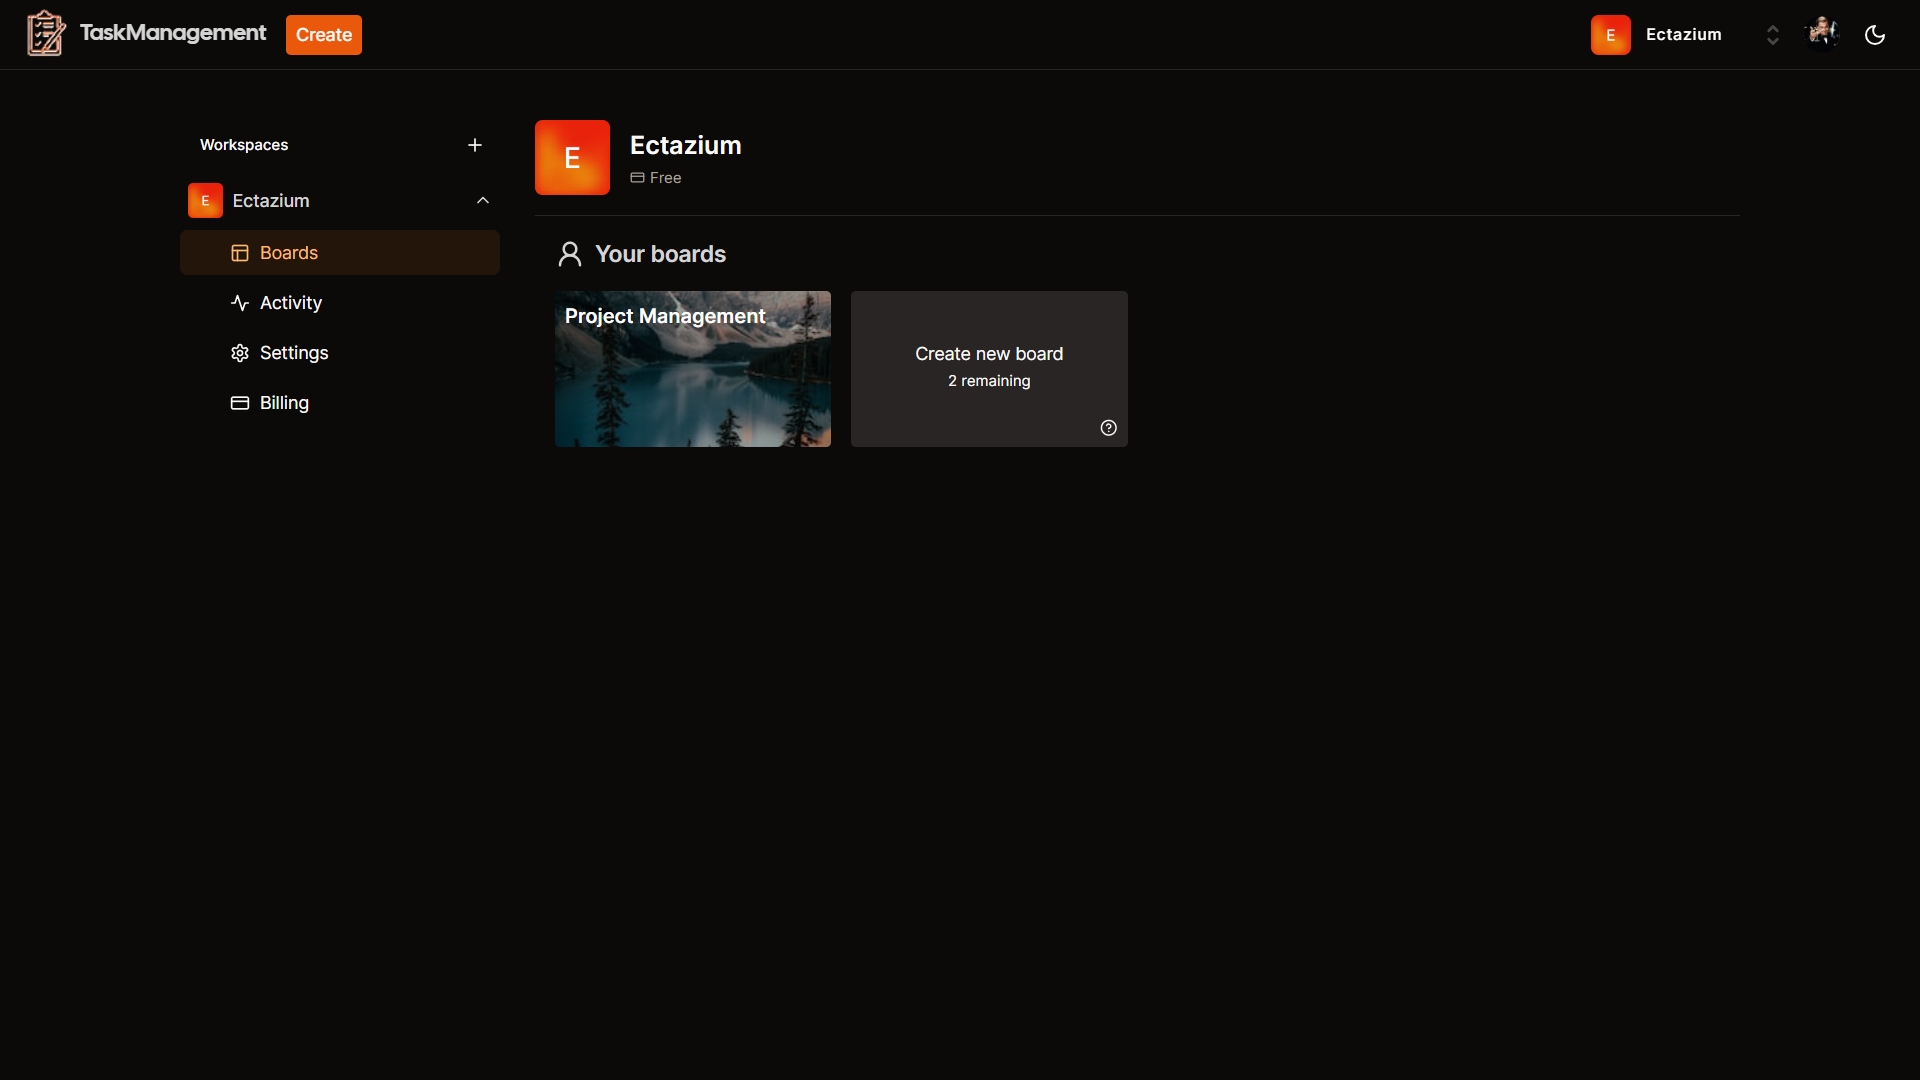 TaskManagement
Create
E
Ectazium
Workspaces
E
Ectazium
Boards
Activity
Settings
Billing
E
Ectazium
Free
Your boards
Project Management
Create new board
2 remaining